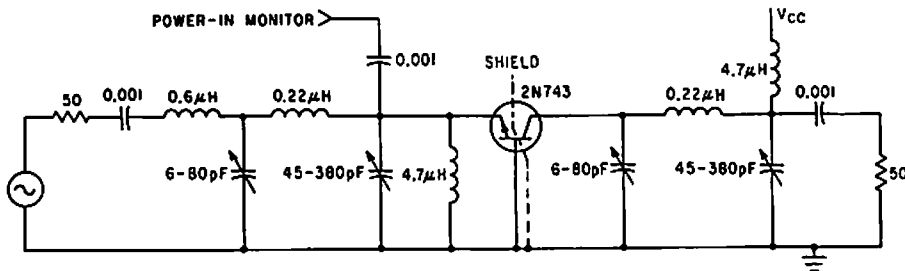 POWER-IN MONITOR
VCC
0.001
SHIELD
4.7μH
50
0.001
0.6μH
0.22μH
2N743
0.22μH
0.001
6-80pF
45-380pF
4.7μH
6-80pF
45-380pF
50